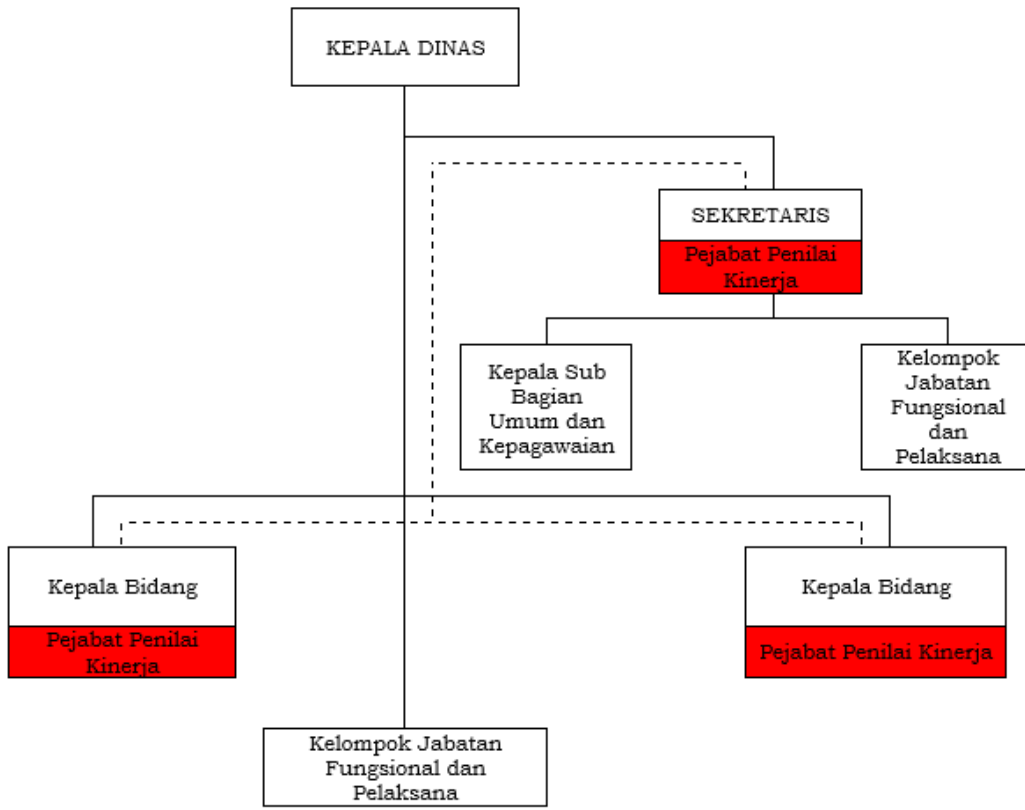 KEPALA DINAS
SEKRETARIS
Pejabat Penilai
Kinerja
Kepala Sub
Bagian
Umum dan
Kepagawaian
Kelompok
Jabatan
Fungsional
dan
Pelaksana
Kepala Bidang
Pejabat Penilai
Kinerja
Kepala Bidang
Pejabat Penilai Kinerja
Kelompok Jabatan
Fungsional dan
Pelaksana